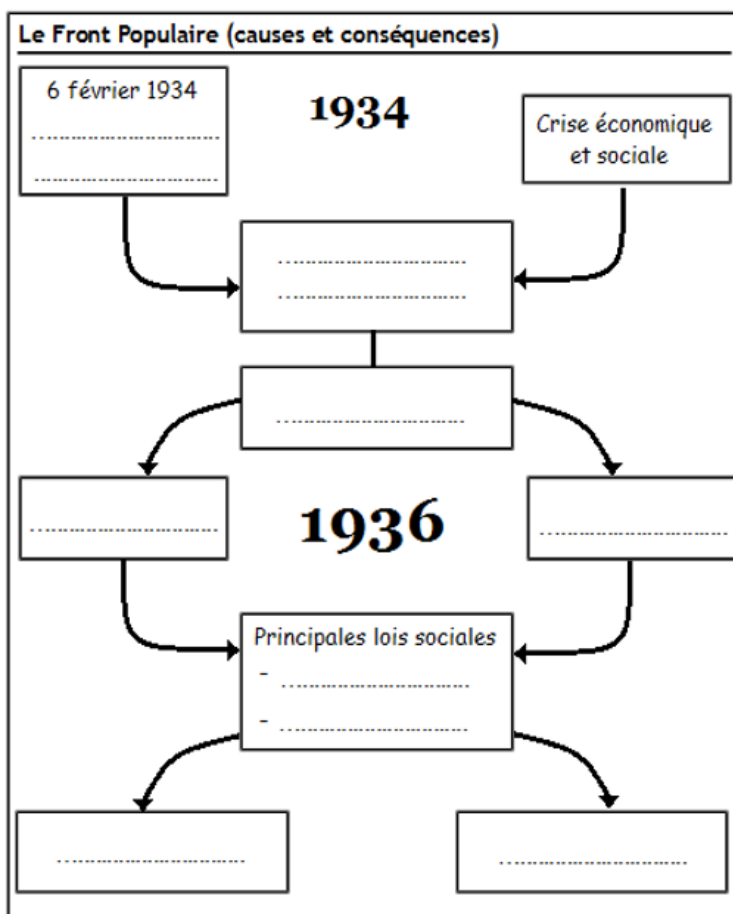 Le Front Populaire (causes et conséquences)
6 février 1934
1934
Crise économique
et sociale
1936
Principales lois sociales
-
-